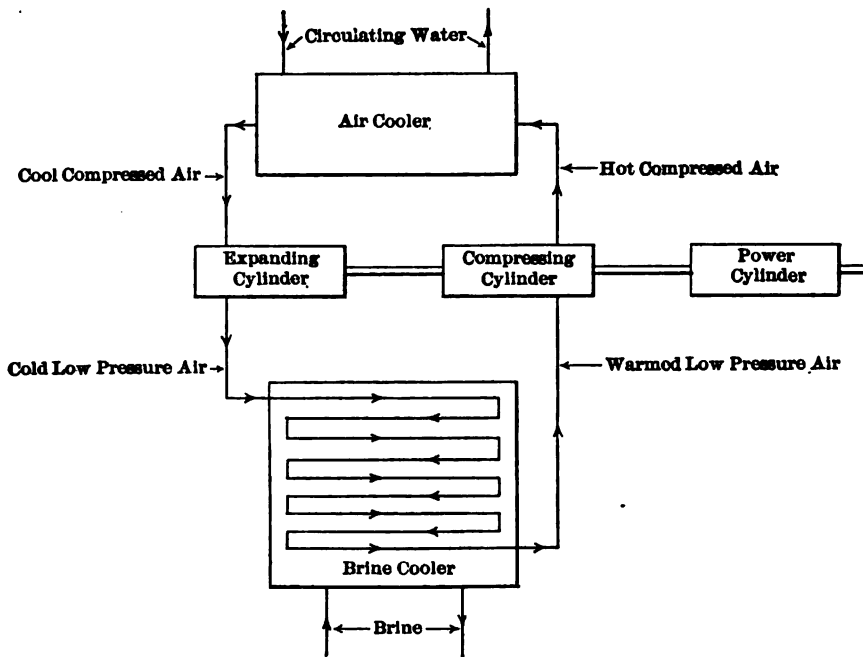 Circulating Water
Air Cooler.
Cool Compressed Air
Hot Compressed Air
Expanding
Cylinder
Compressing
Cylinder
Power
Cylinder
Cold Low Pressure Air
Warmed Low Pressure Air
Brine Cooler
Brine